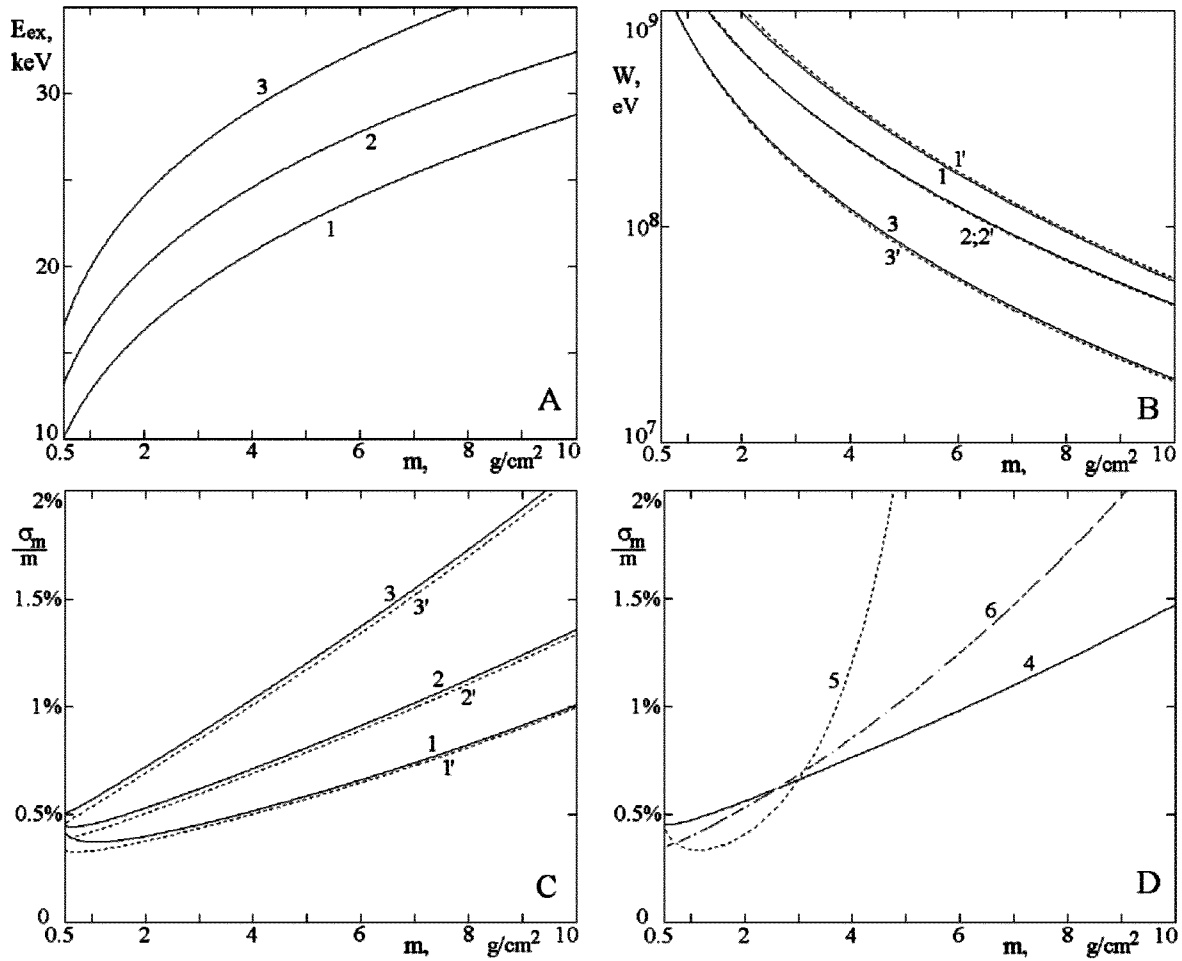 E_ex,
keV
30
20
10
3
2
1
A
0.5 2 4 6 8 10
m, g/cm²
10⁹
W,
eV
10⁸
10⁷
1'
1
2;2'
3
3'
B
0.5 2 4 6 8 10
m, g/cm²
2%
σ_m
m
1.5%
1%
0.5%
0
3
3'
2
2'
1
1'
C
0.5 2 4 6 8 10
m, g/cm²
2%
σ_m
m
1.5%
1%
0.5%
0
5
6
4
D
0.5 2 4 6 8 10
m, g/cm²